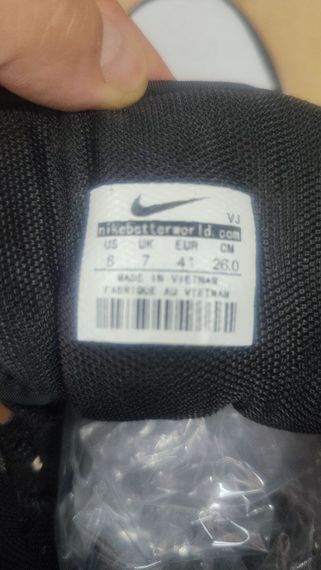 VJ
nikebetterworld.com
US UK EUR CM
8 7 41 26.0
MADE IN VIETNAM
FABRIQUE AU VIETNAM